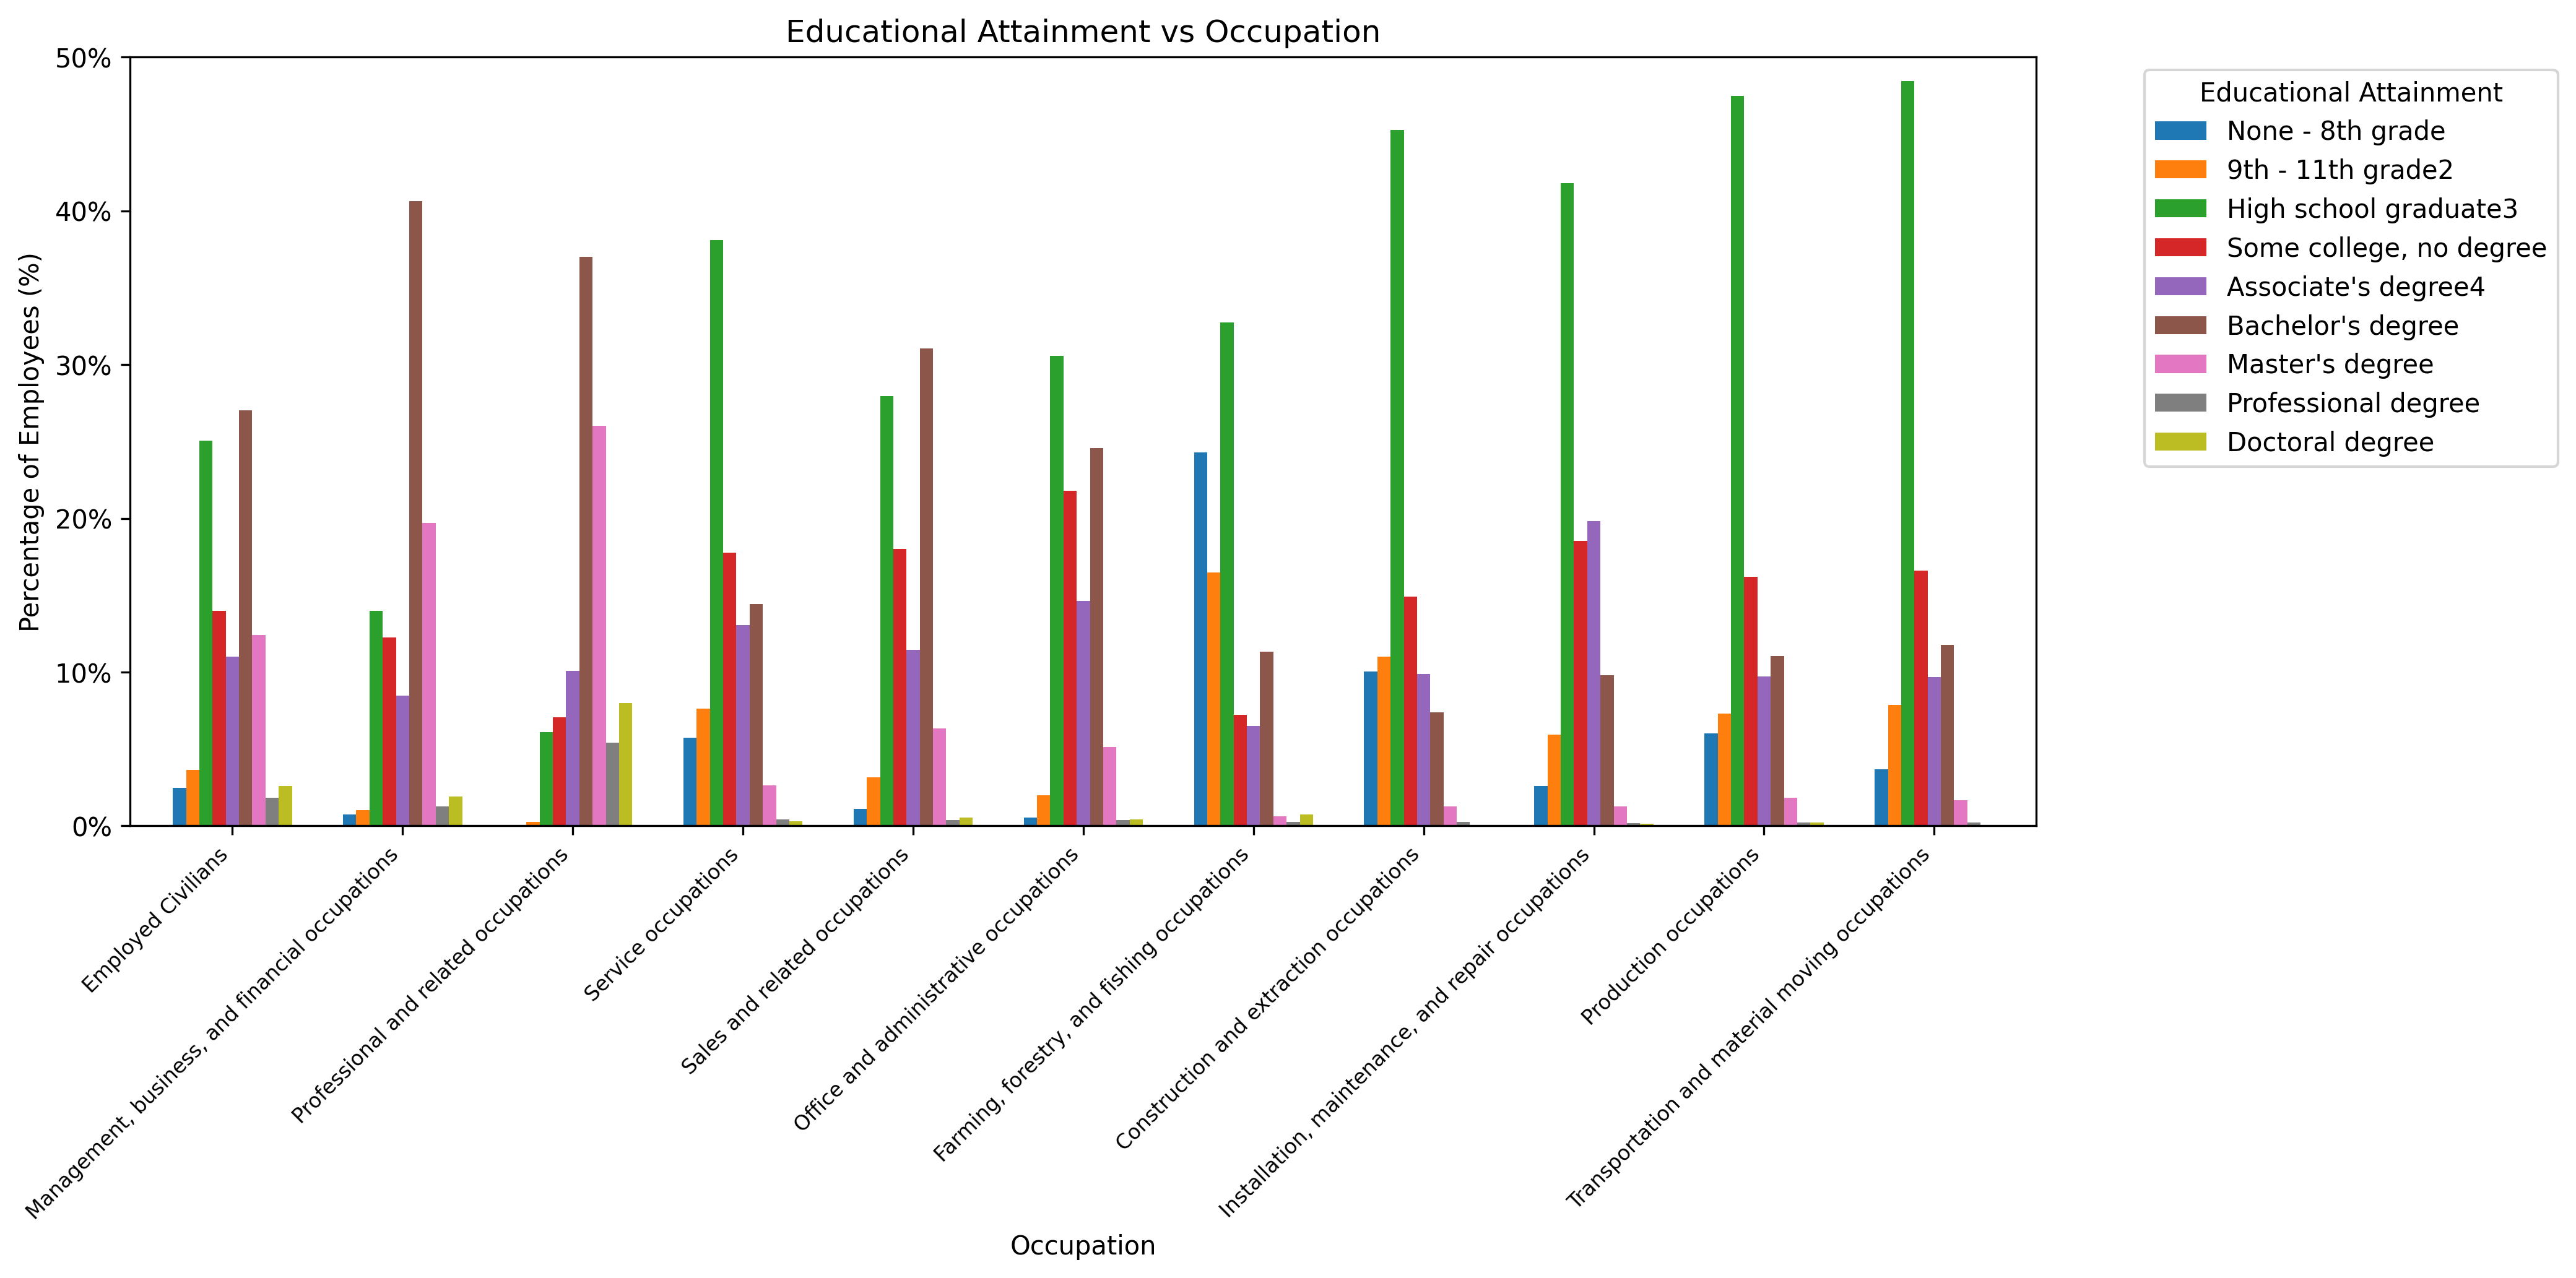 Educational Attainment vs Occupation
50%
40%
30%
20%
10%
0%
Percentage of Employees (%)
Educational Attainment
None - 8th grade
9th - 11th grade2
High school graduate3
Some college, no degree
Associate's degree4
Bachelor's degree
Master's degree
Professional degree
Doctoral degree
Employed Civilians
Management, business, and financial occupations
Professional and related occupations
Service occupations
Sales and related occupations
Office and administrative occupations
Farming, forestry, and fishing occupations
Construction and extraction occupations
Installation, maintenance, and repair occupations
Production occupations
Transportation and material moving occupations
Occupation